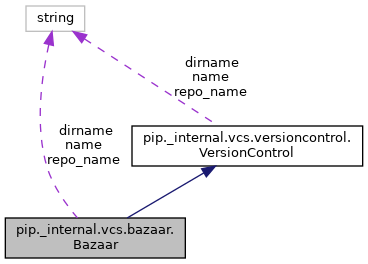 string
dirname
name
repo_name
dirname
name
repo_name
pip._internal.vcs.versioncontrol.
VersionControl
pip._internal.vcs.bazaar.
Bazaar